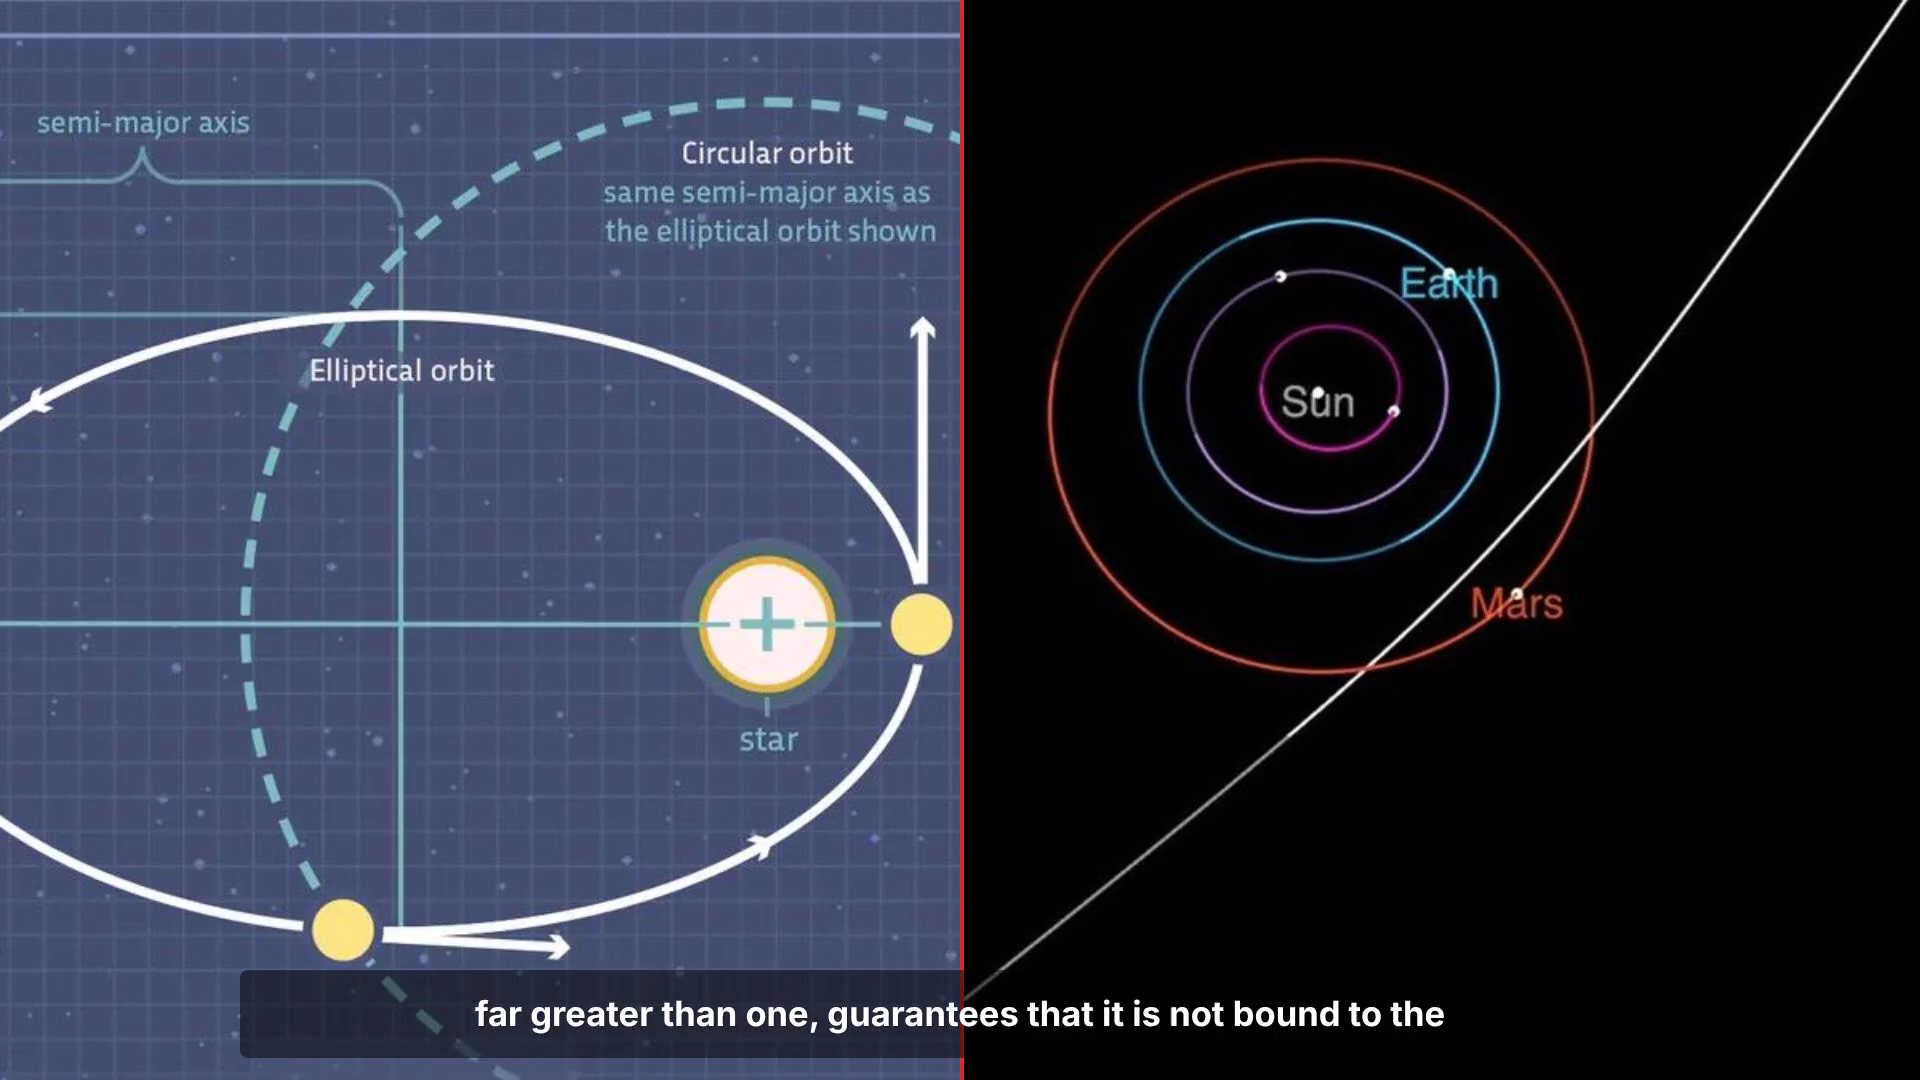 semi-major axis
Circular orbit
same semi-major axis as
the elliptical orbit shown
Elliptical orbit
star
Earth
Sun
Mars
far greater than one, guarantees that it is not bound to the